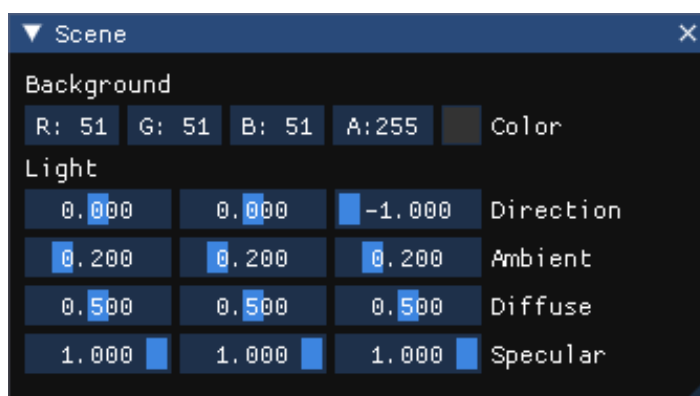 Scene
Background
R: 51 G: 51 B: 51 A:255 Color
Light
0.000 0.000 -1.000 Direction
0.200 0.200 0.200 Ambient
0.500 0.500 0.500 Diffuse
1.000 1.000 1.000 Specular